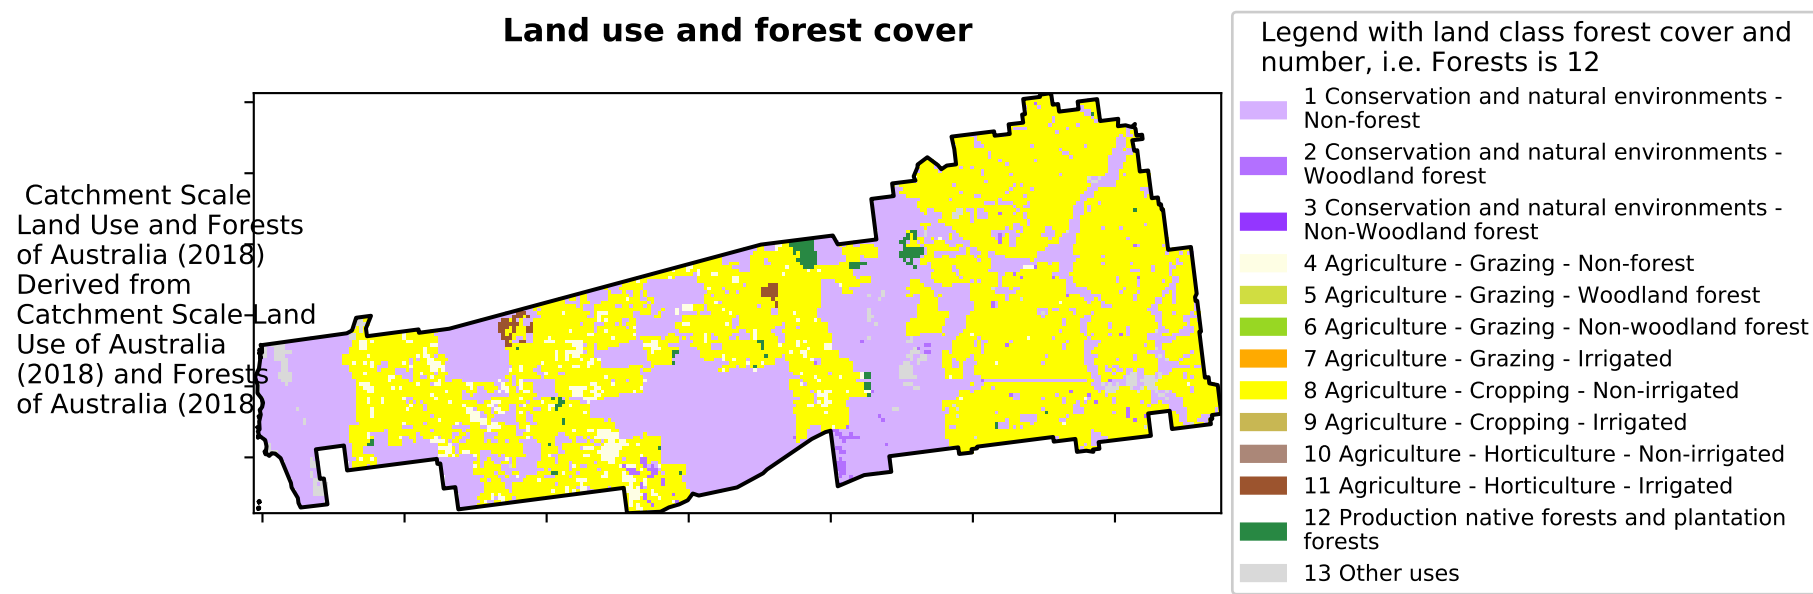 Land use and forest cover
Catchment Scale
Land Use and Forests
of Australia (2018)
Derived from
Catchment Scale Land
Use of Australia
(2018) and Forests
of Australia (2018
Legend with land class forest cover and
number, i.e. Forests is 12
1 Conservation and natural environments -
Non-forest
2 Conservation and natural environments -
Woodland forest
3 Conservation and natural environments -
Non-Woodland forest
4 Agriculture - Grazing - Non-forest
5 Agriculture - Grazing - Woodland forest
6 Agriculture - Grazing - Non-woodland forest
7 Agriculture - Grazing - Irrigated
8 Agriculture - Cropping - Non-irrigated
9 Agriculture - Cropping - Irrigated
10 Agriculture - Horticulture - Non-irrigated
11 Agriculture - Horticulture - Irrigated
12 Production native forests and plantation
forests
13 Other uses